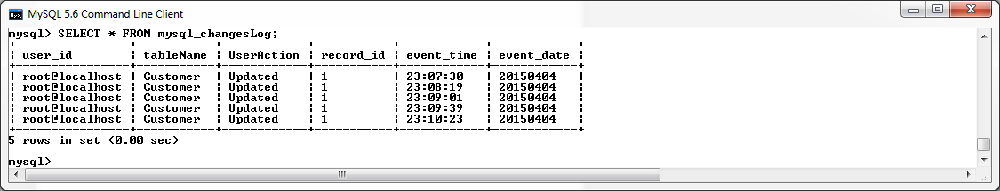 MySQL 5.6 Command Line Client
mysql> SELECT * FROM mysql_changesLog;
+----------------+-----------+------------+-----------+------------+------------+
| user_id        | tableName | UserAction | record_id | event_time | event_date |
+----------------+-----------+------------+-----------+------------+------------+
| root@localhost | Customer  | Updated    | 1         | 23:07:30   | 20150404   |
| root@localhost | Customer  | Updated    | 1         | 23:08:19   | 20150404   |
| root@localhost | Customer  | Updated    | 1         | 23:09:01   | 20150404   |
| root@localhost | Customer  | Updated    | 1         | 23:09:39   | 20150404   |
| root@localhost | Customer  | Updated    | 1         | 23:10:23   | 20150404   |
+----------------+-----------+------------+-----------+------------+------------+
5 rows in set (0.00 sec)
mysql>